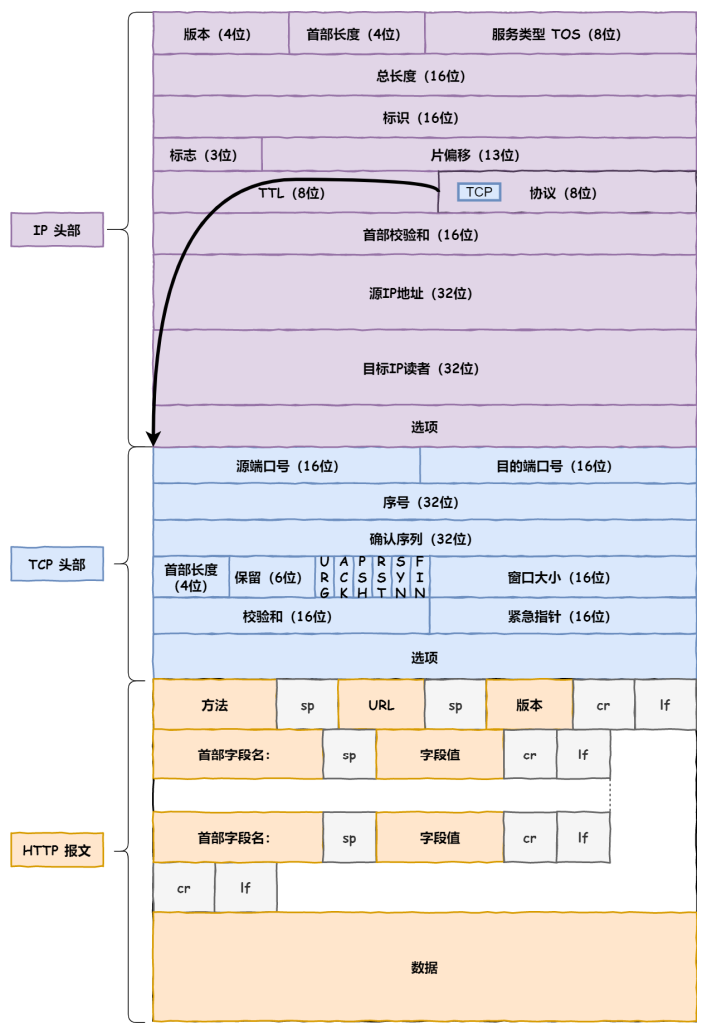 版本（4位） 首部长度（4位） 服务类型 TOS（8位）
总长度（16位）
标识（16位）
标志（3位） 片偏移（13位）
TTL（8位） TCP 协议（8位）
IP 头部
首部校验和（16位）
源IP地址（32位）
目标IP读者（32位）
选项
源端口号（16位） 目的端口号（16位）
序号（32位）
确认序列（32位）
TCP 头部
首部长度
（4位）
保留（6位） URG ACK PSH RST SYN FIN 窗口大小（16位）
校验和（16位） 紧急指针（16位）
选项
方法 sp URL sp 版本 cr lf
首部字段名： sp 字段值 cr lf
首部字段名： sp 字段值 cr lf
HTTP 报文
cr lf
数据